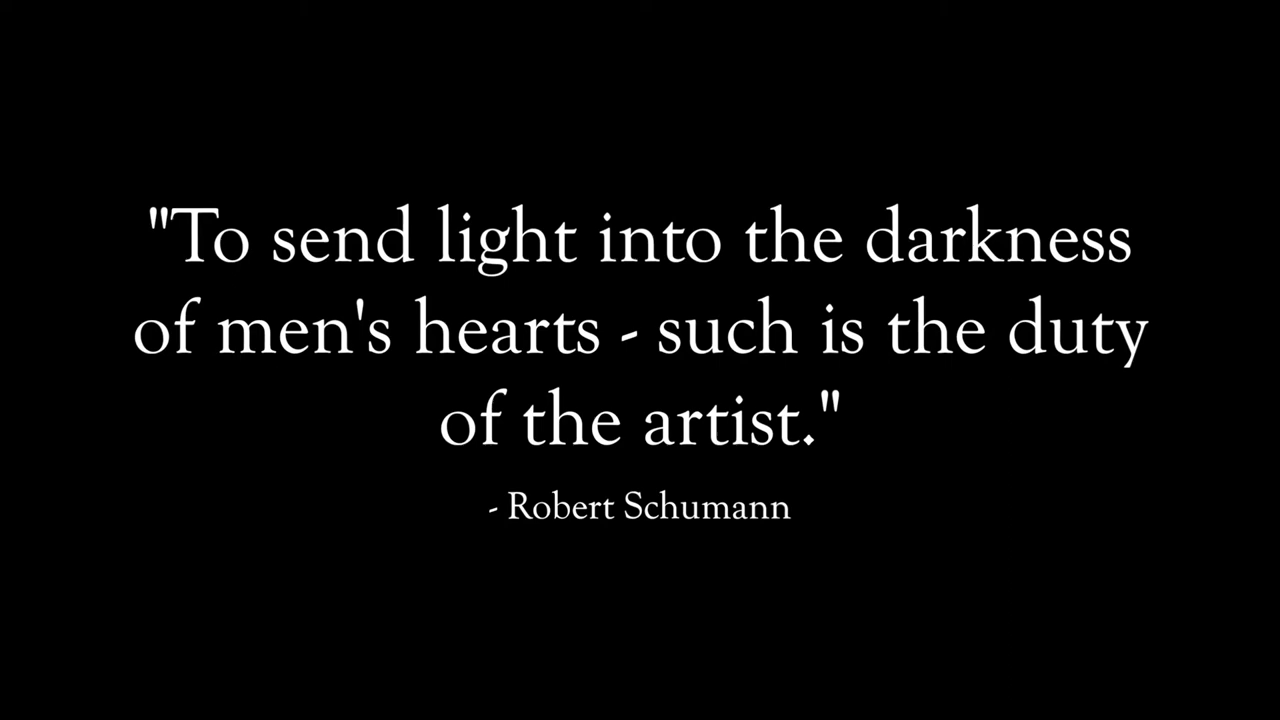 "To send light into the darkness
of men's hearts - such is the duty
of the artist."
- Robert Schumann